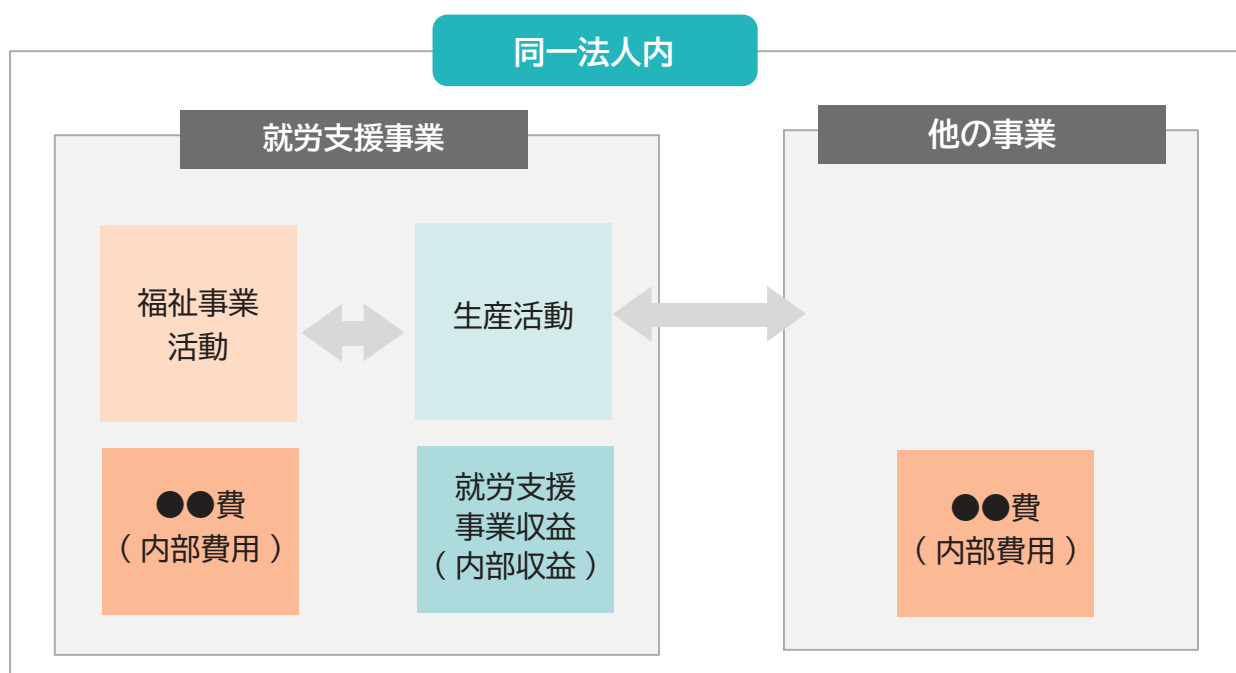 同一法人内
就労支援事業
他の事業
福祉事業
活動
生産活動
●●費
（ 内部費用 ）
就労支援
事業収益
（ 内部収益 ）
●●費
（ 内部費用 ）